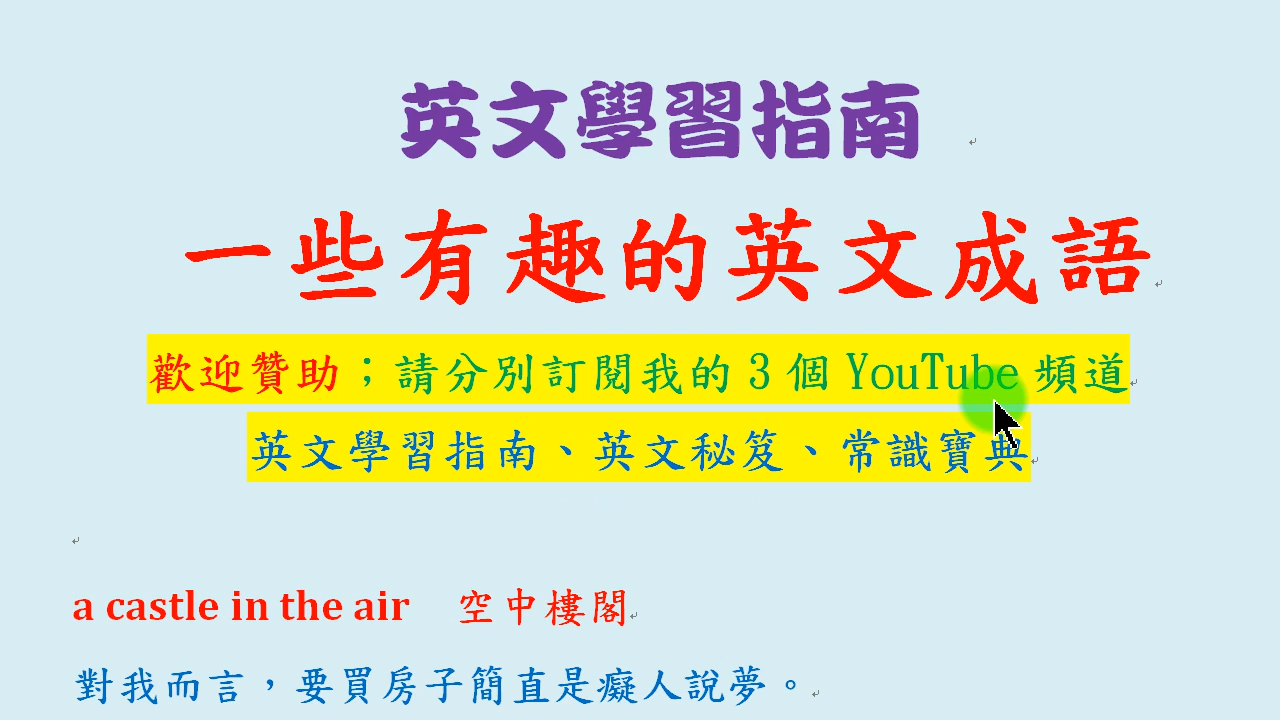 英文學習指南
一些有趣的英文成語
歡迎贊助；請分別訂閱我的 3 個 YouTube 頻道
英文學習指南、英文秘笈、常識寶典
a castle in the air 空中樓閣
對我而言，要買房子簡直是癡人說夢。